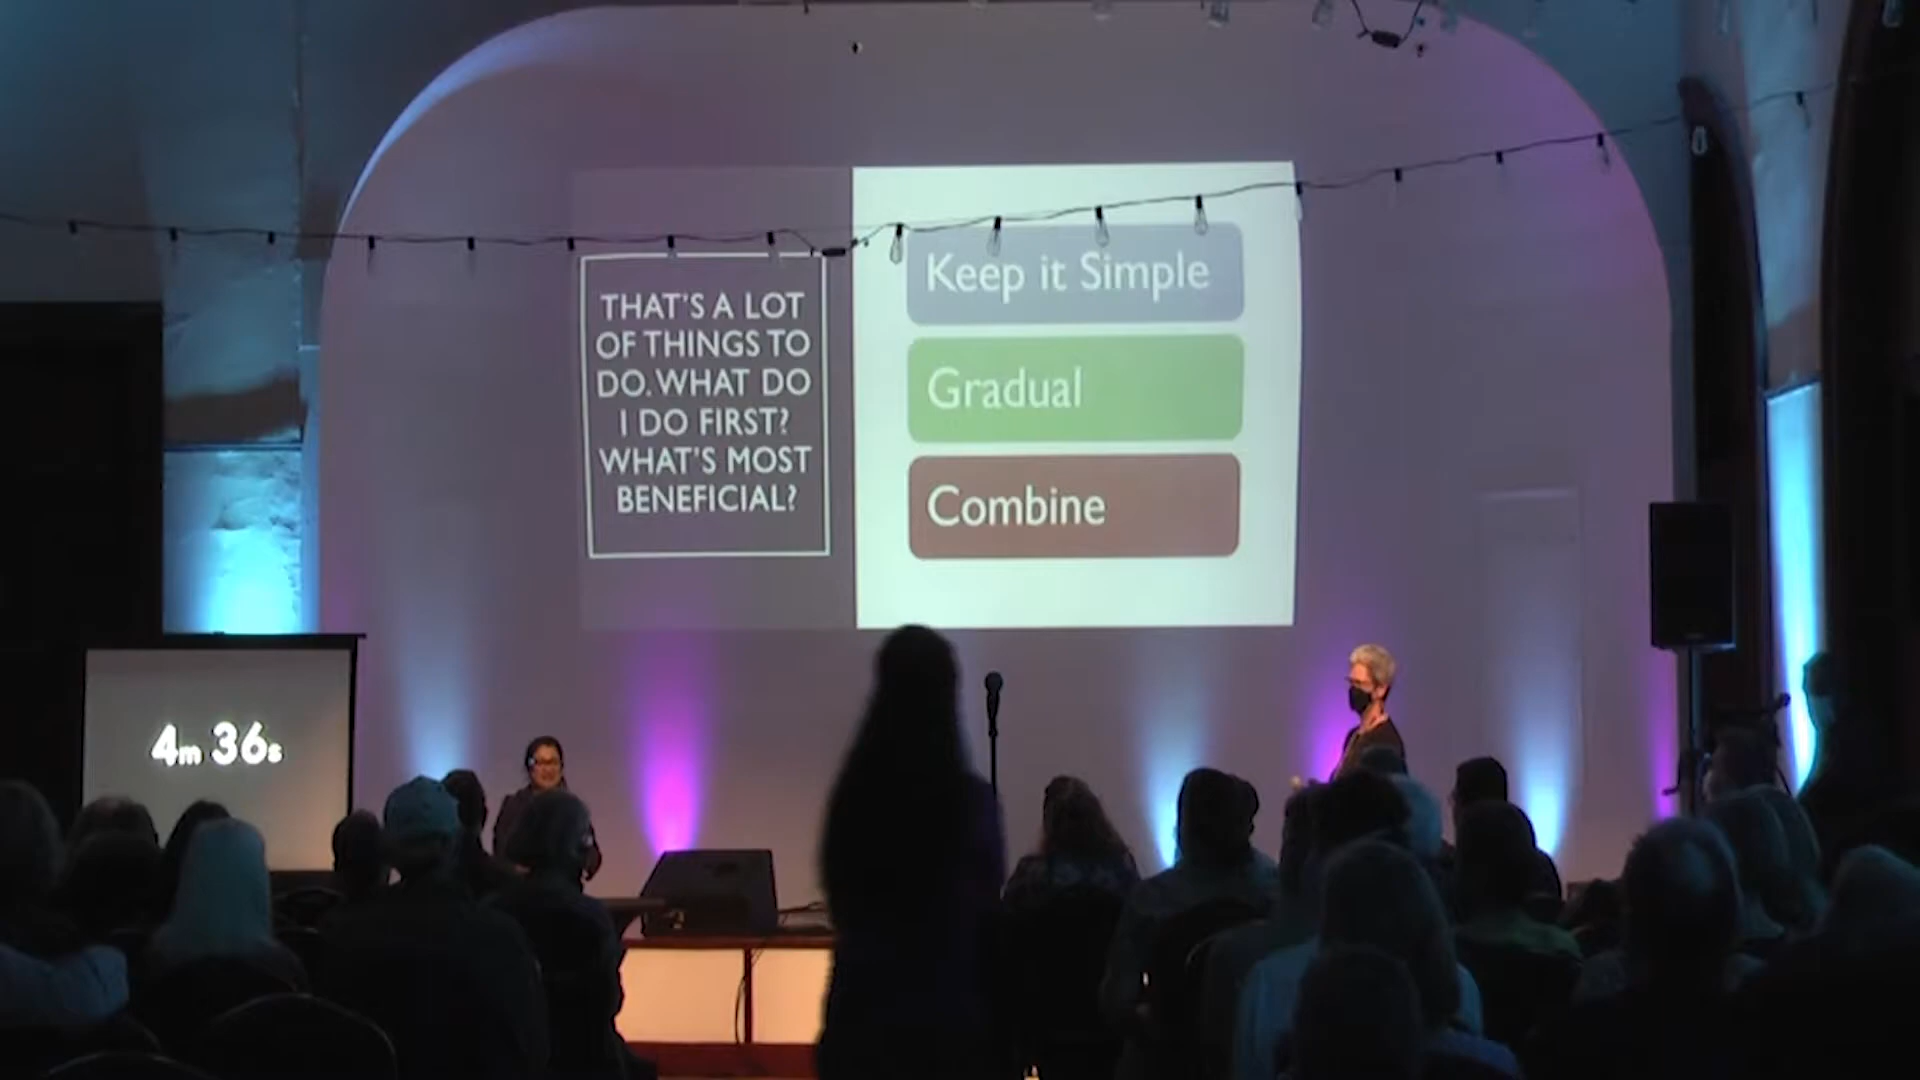 THAT'S A LOT
OF THINGS TO
DO. WHAT DO
I DO FIRST?
WHAT'S MOST
BENEFICIAL?
Keep it Simple
Gradual
Combine
4m 36s